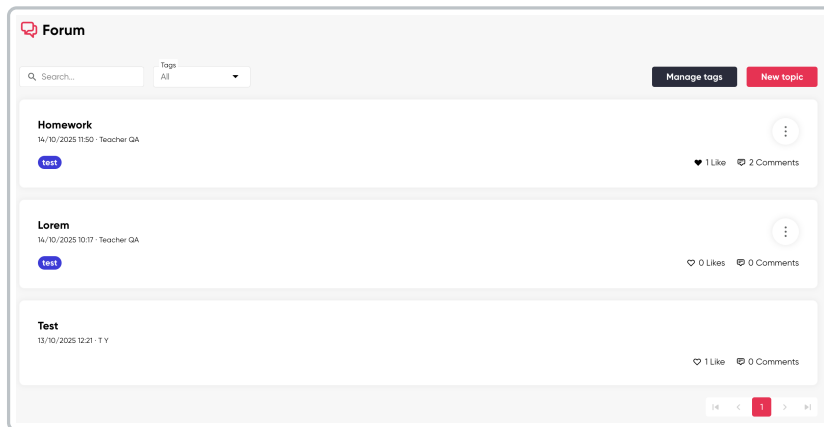 Forum
Search...
Tags
All
Manage tags
New topic
Homework
14/10/2025 11:50 · Teacher QA
test
1 Like
2 Comments
Lorem
14/10/2025 10:17 · Teacher QA
test
0 Likes
0 Comments
Test
13/10/2025 12:21 · T Y
1 Like
0 Comments
1